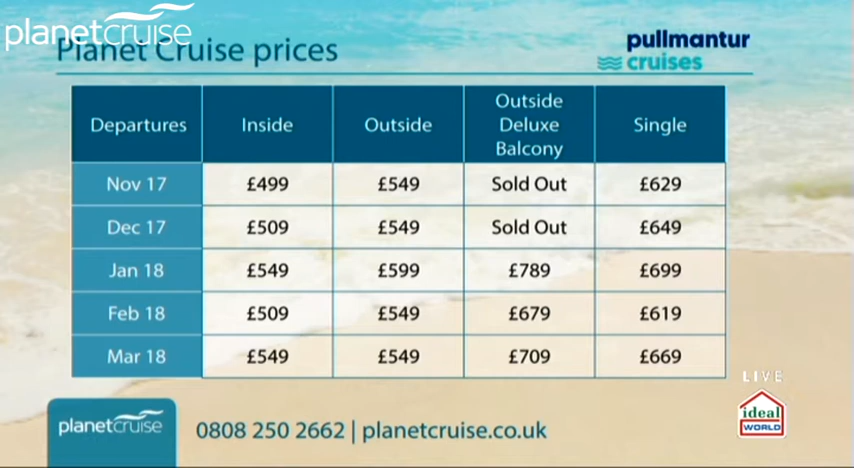 planetcruise
Planet Cruise prices
pullmantur
cruises
Departures Inside Outside Outside Deluxe Balcony Single
Nov 17 £499 £549 Sold Out £629
Dec 17 £509 £549 Sold Out £649
Jan 18 £549 £599 £789 £699
Feb 18 £509 £549 £679 £619
Mar 18 £549 £549 £709 £669
LIVE
ideal
WORLD
planetcruise
0808 250 2662 | planetcruise.co.uk